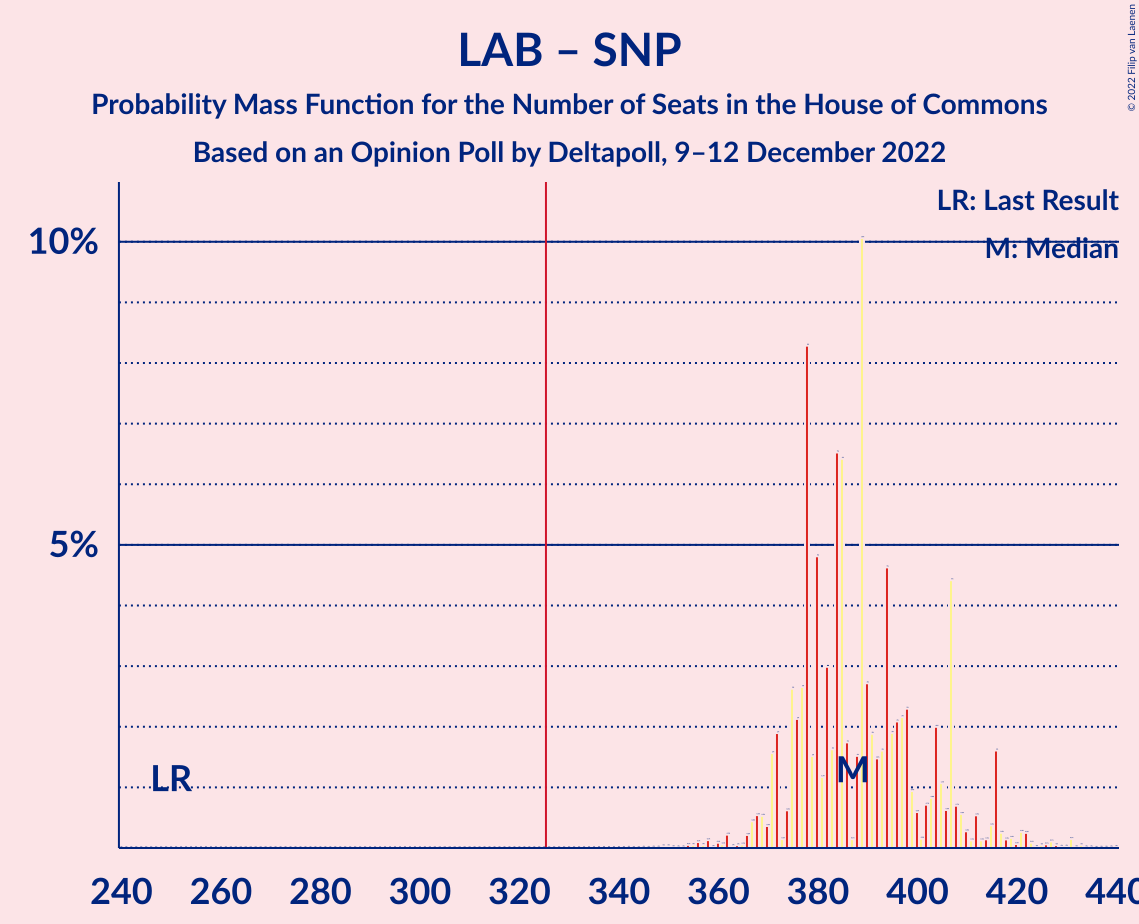 LAB – SNP
Probability Mass Function for the Number of Seats in the House of Commons
Based on an Opinion Poll by Deltapoll, 9–12 December 2022
© 2022 Filip van Laenen
LR: Last Result
M: Median
10%
5%
LR
M
240 260 280 300 320 340 360 380 400 420 440